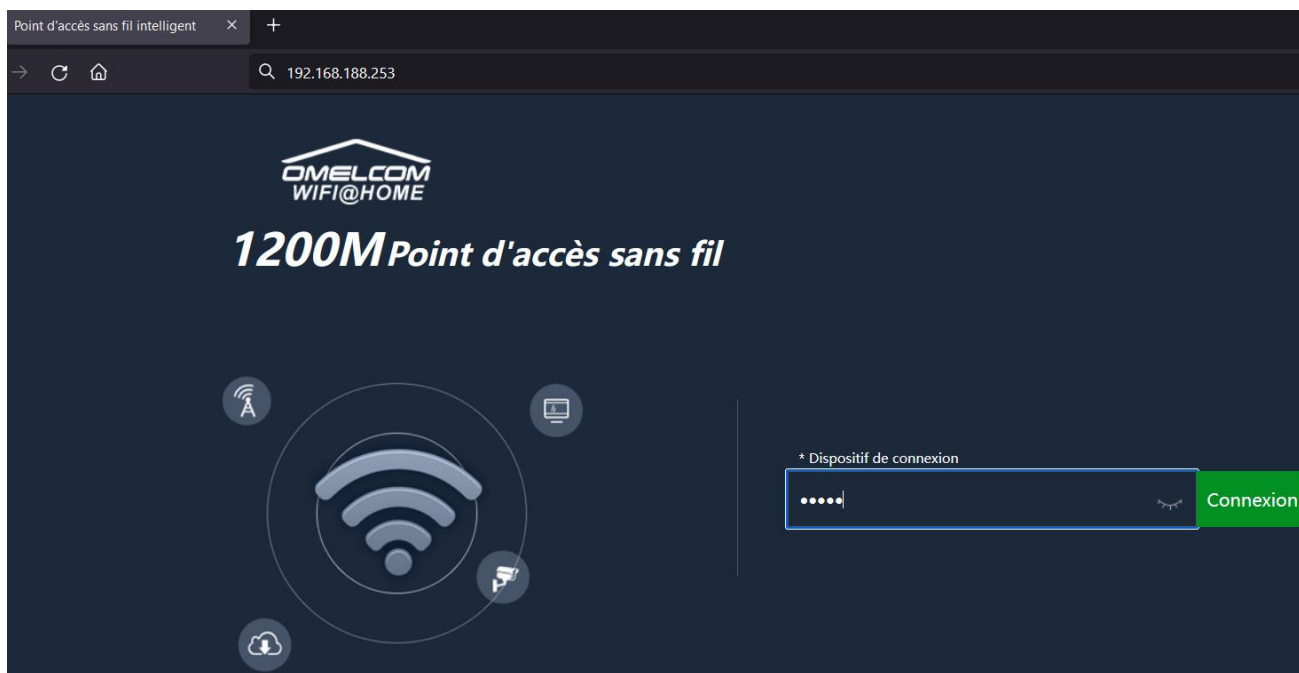 Point d'accès sans fil intelligent
192.168.188.253
OMELCOM
WIFI@HOME
1200M Point d'accès sans fil
* Dispositif de connexion
•••••
Connexion